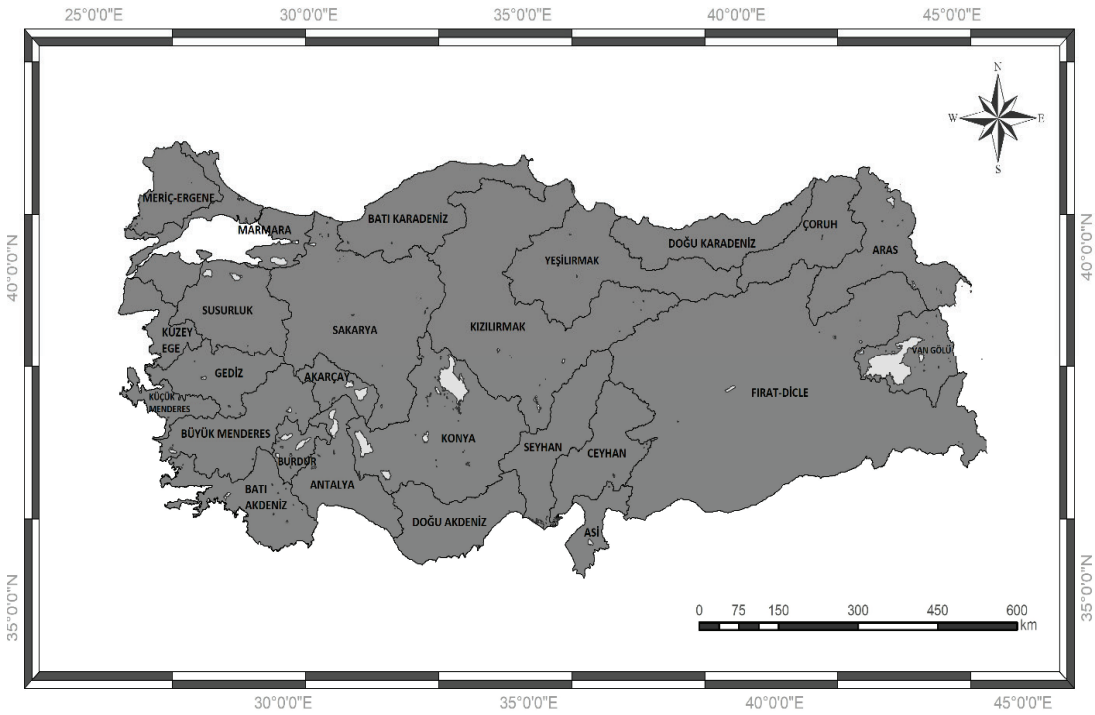 25°0'0"E 30°0'0"E 35°0'0"E 40°0'0"E 45°0'0"E
N
W E
S
40°0'0"N
40°0'0"N
35°0'0"N
35°0'0"N
MERİÇ-ERGENE
MARMARA
BATI KARADENİZ
DOĞU KARADENİZ
ÇORUH
ARAS
YEŞİLIRMAK
SUSURLUK
SAKARYA
KIZILIRMAK
KUZEY
EGE
VAN GÖLÜ
GEDİZ
AKARÇAY
FIRAT-DİCLE
KÜÇÜK
MENDERES
BÜYÜK MENDERES
KONYA
SEYHAN
CEYHAN
BURDUR
ANTALYA
BATI
AKDENİZ
DOĞU AKDENİZ
ASİ
0 75 150 300 450 600
km
30°0'0"E 35°0'0"E 40°0'0"E 45°0'0"E